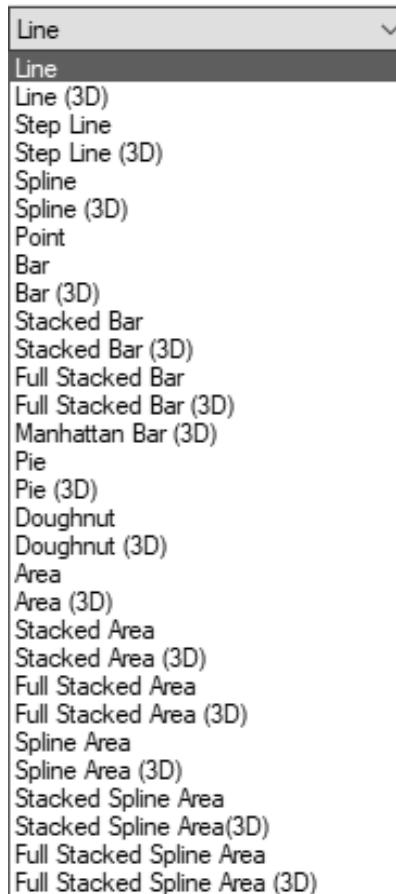 Line
Line
Line (3D)
Step Line
Step Line (3D)
Spline
Spline (3D)
Point
Bar
Bar (3D)
Stacked Bar
Stacked Bar (3D)
Full Stacked Bar
Full Stacked Bar (3D)
Manhattan Bar (3D)
Pie
Pie (3D)
Doughnut
Doughnut (3D)
Area
Area (3D)
Stacked Area
Stacked Area (3D)
Full Stacked Area
Full Stacked Area (3D)
Spline Area
Spline Area (3D)
Stacked Spline Area
Stacked Spline Area(3D)
Full Stacked Spline Area
Full Stacked Spline Area (3D)